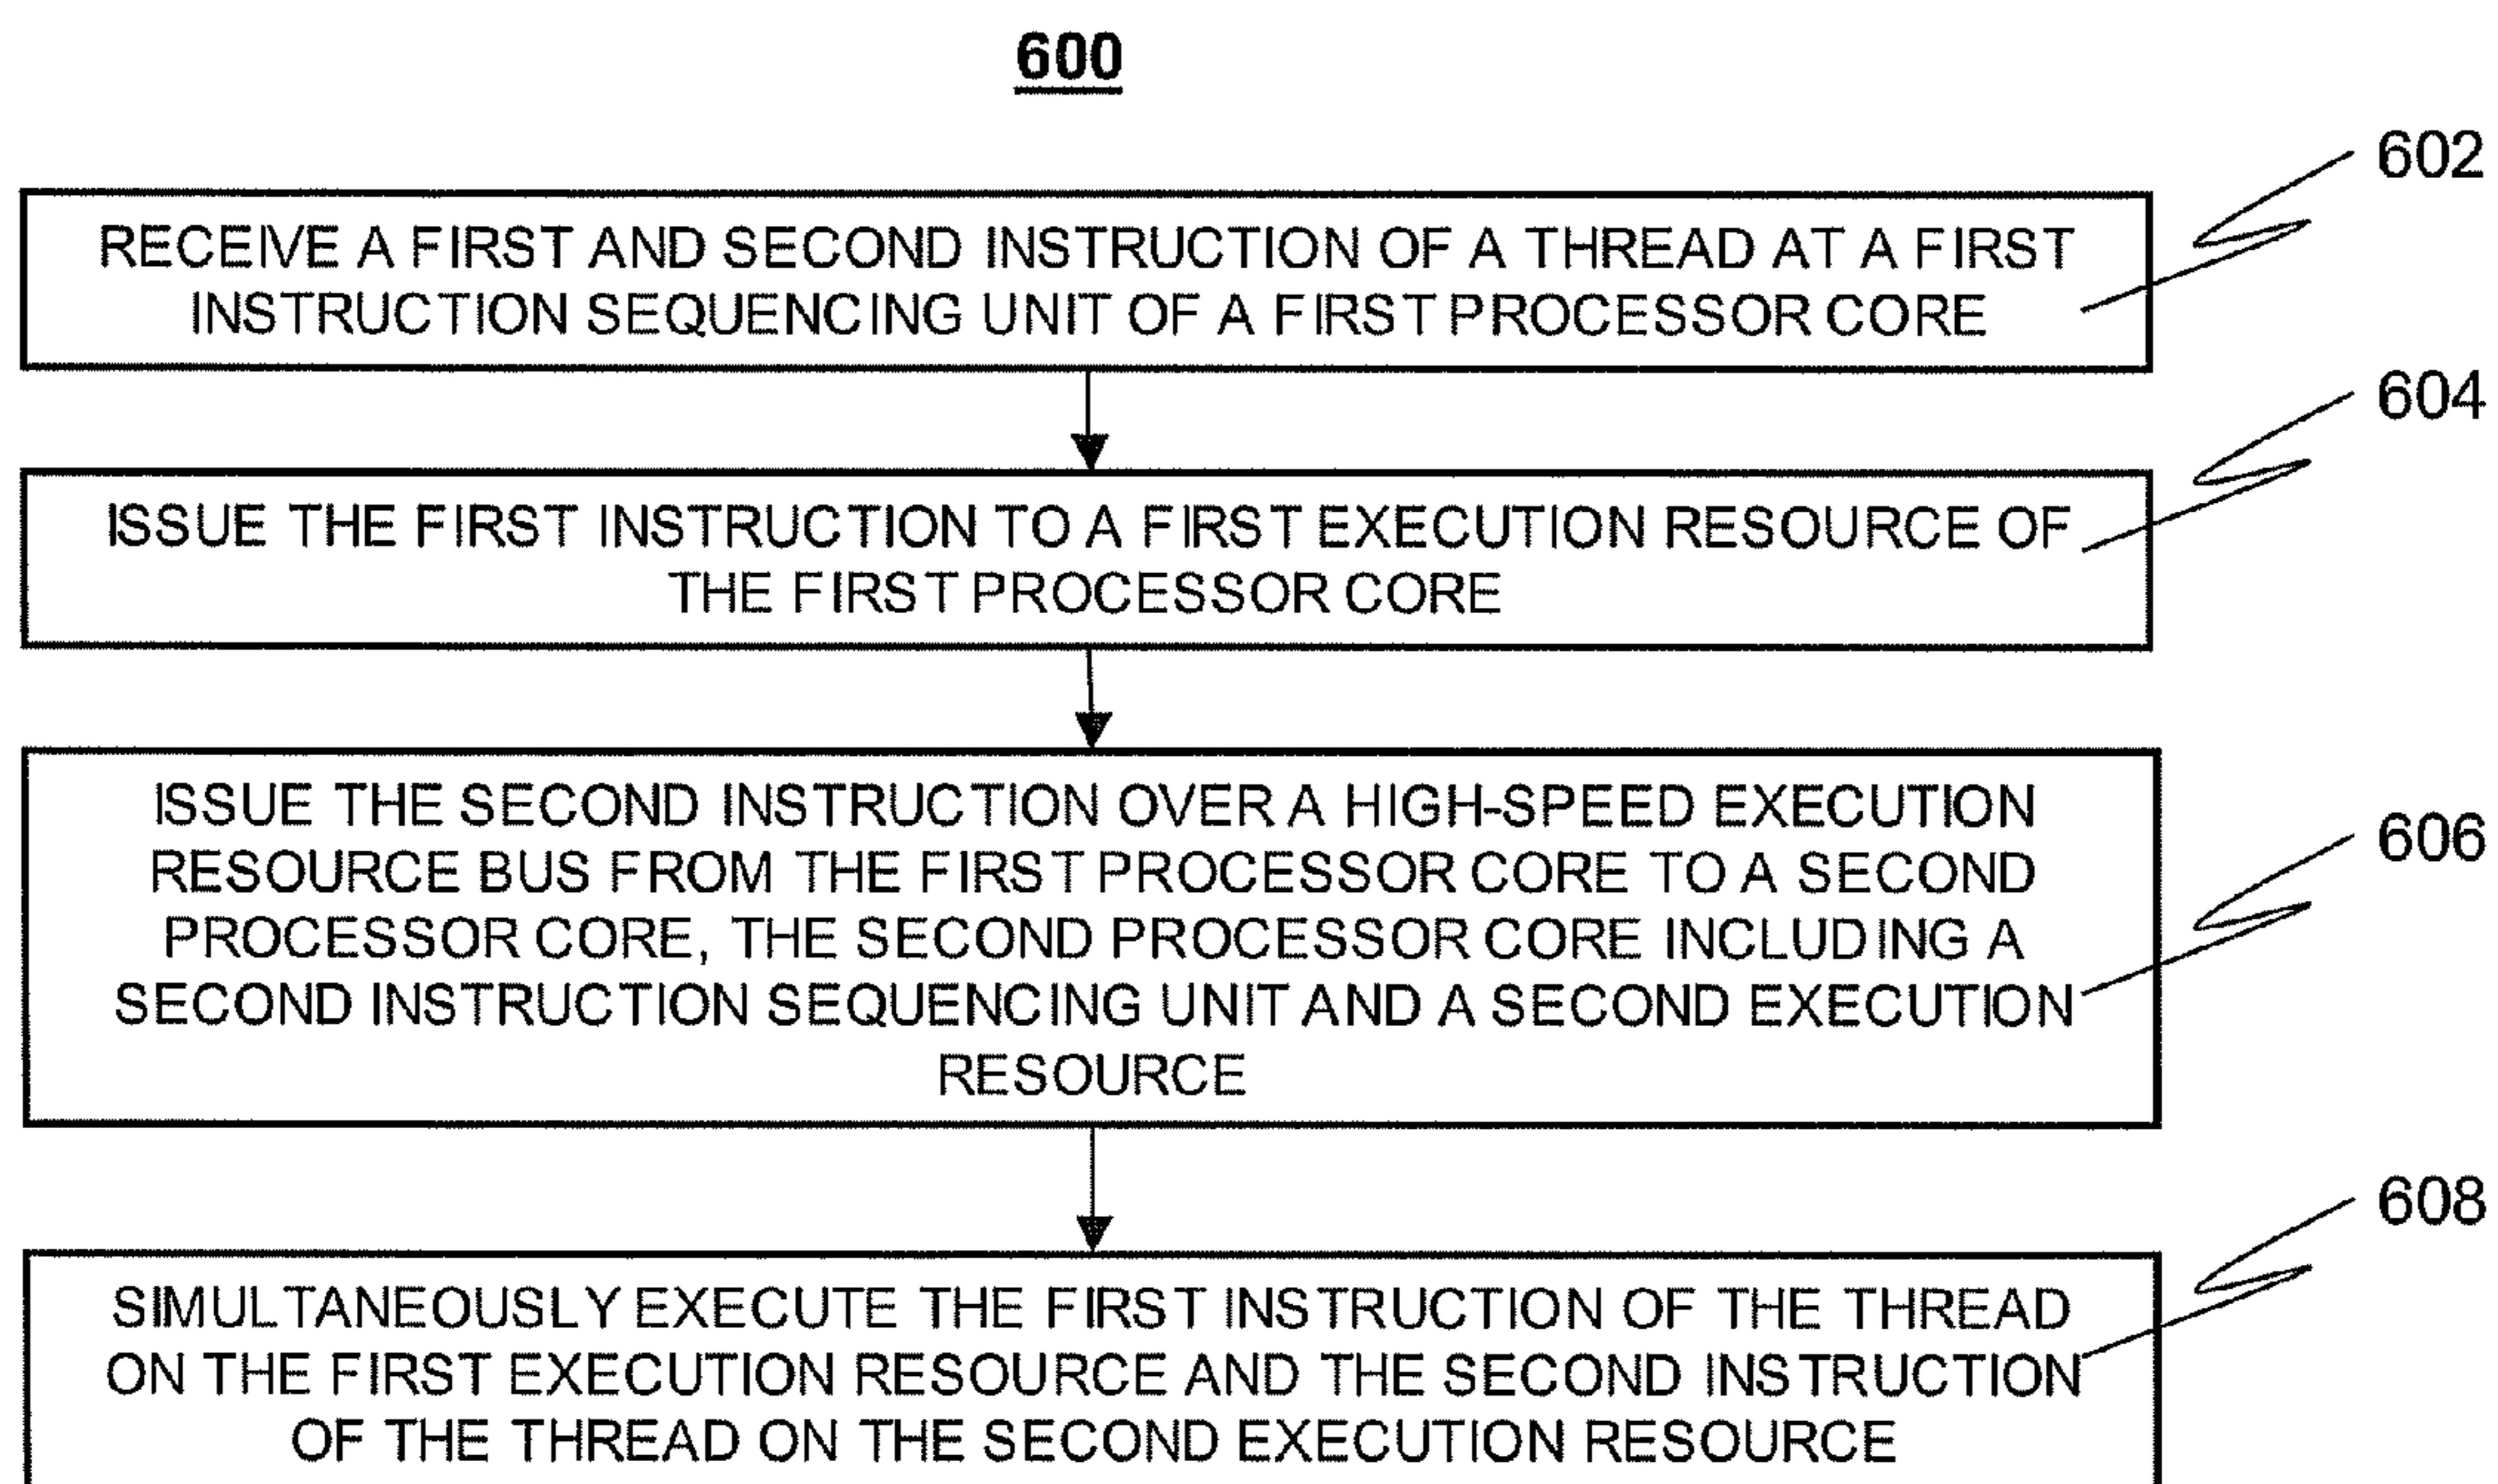 600
602
RECEIVE A FIRST AND SECOND INSTRUCTION OF A THREAD AT A FIRST
INSTRUCTION SEQUENCING UNIT OF A FIRST PROCESSOR CORE
604
ISSUE THE FIRST INSTRUCTION TO A FIRST EXECUTION RESOURCE OF
THE FIRST PROCESSOR CORE
606
ISSUE THE SECOND INSTRUCTION OVER A HIGH-SPEED EXECUTION
RESOURCE BUS FROM THE FIRST PROCESSOR CORE TO A SECOND
PROCESSOR CORE, THE SECOND PROCESSOR CORE INCLUDING A
SECOND INSTRUCTION SEQUENCING UNIT AND A SECOND EXECUTION
RESOURCE
608
SIMULTANEOUSLY EXECUTE THE FIRST INSTRUCTION OF THE THREAD
ON THE FIRST EXECUTION RESOURCE AND THE SECOND INSTRUCTION
OF THE THREAD ON THE SECOND EXECUTION RESOURCE